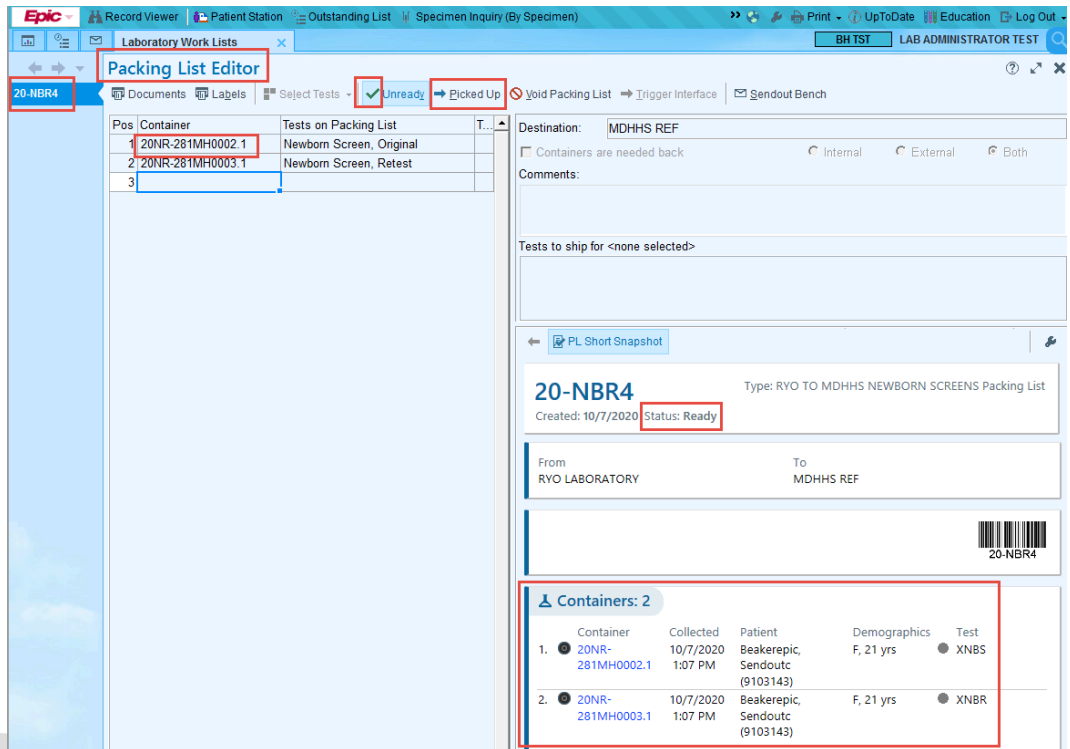 Epic Record Viewer Patient Station Outstanding List Specimen Inquiry (By Specimen) Print UpToDate Education Log Out
Laboratory Work Lists BH TST LAB ADMINISTRATOR TEST
Packing List Editor
20-NBR4
Documents Labels Select Tests Unready Picked Up Void Packing List Trigger Interface Sendout Bench
Pos Container Tests on Packing List T...
1 20NR-281MH0002.1 Newborn Screen, Original
2 20NR-281MH0003.1 Newborn Screen, Retest
3
Destination: MDHHS REF
Containers are needed back Internal External Both
Comments:
Tests to ship for <none selected>
PL Short Snapshot
20-NBR4 Type: RYO TO MDHHS NEWBORN SCREENS Packing List
Created: 10/7/2020 Status: Ready
From To
RYO LABORATORY MDHHS REF
20-NBR4
Containers: 2
Container Collected Patient Demographics Test
1. 20NR- 10/7/2020 Beakerepic, F, 21 yrs XNBS
281MH0002.1 1:07 PM Sendoutc
(9103143)
2. 20NR- 10/7/2020 Beakerepic, F, 21 yrs XNBR
281MH0003.1 1:07 PM Sendoutc
(9103143)